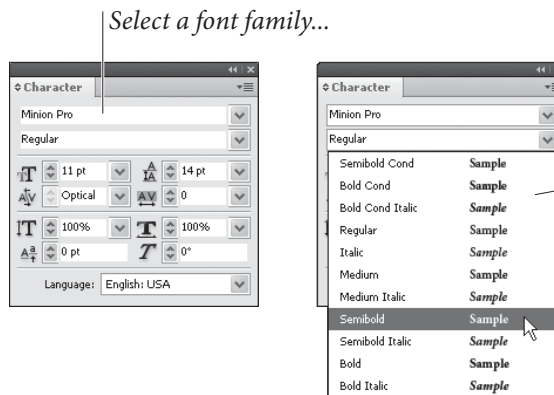 Select a font family...
Character
Minion Pro
Regular
11 pt 14 pt
Optical 0
100% 100%
0 pt 0°
Language: English: USA
Character
Minion Pro
Regular
Semibold Cond Sample
Bold Cond Sample
Bold Cond Italic Sample
Regular Sample
Italic Sample
Medium Sample
Medium Italic Sample
Semibold Sample
Semibold Italic Sample
Bold Sample
Bold Italic Sample